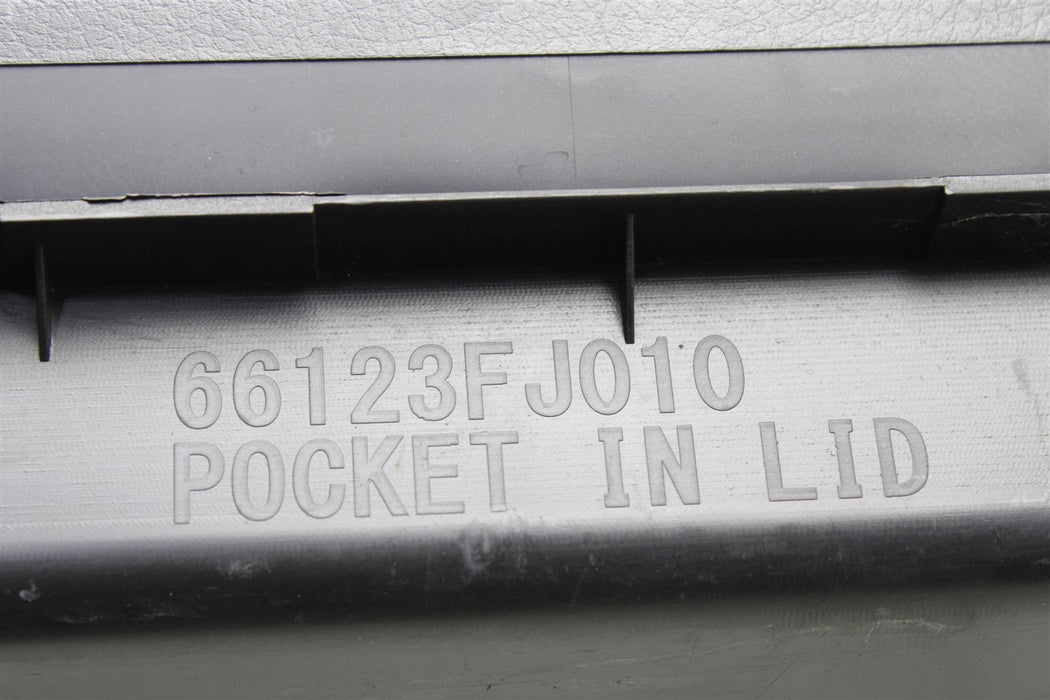 66123FJ010
POCKET IN LID